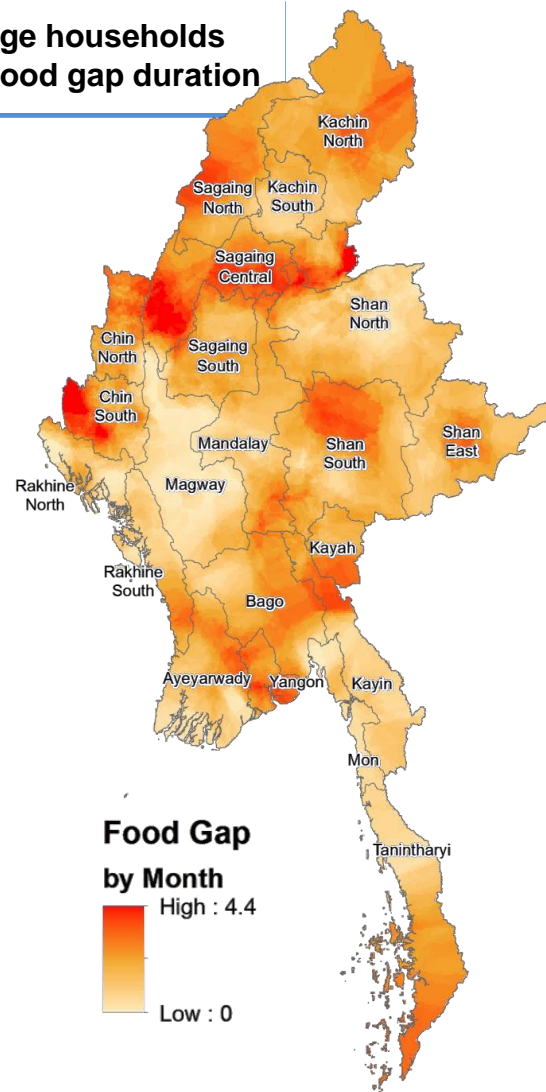 ge households
ood gap duration
Kachin
North
Sagaing
North
Kachin
South
Sagaing
Central
Shan
North
Chin
North
Sagaing
South
Chin
South
Shan
East
Mandalay
Shan
South
Magway
Rakhine
North
Kayah
Rakhine
South
Bago
Ayeyarwady
Yangon
Kayin
Mon
Tanintharyi
Food Gap
by Month
High : 4.4
Low : 0